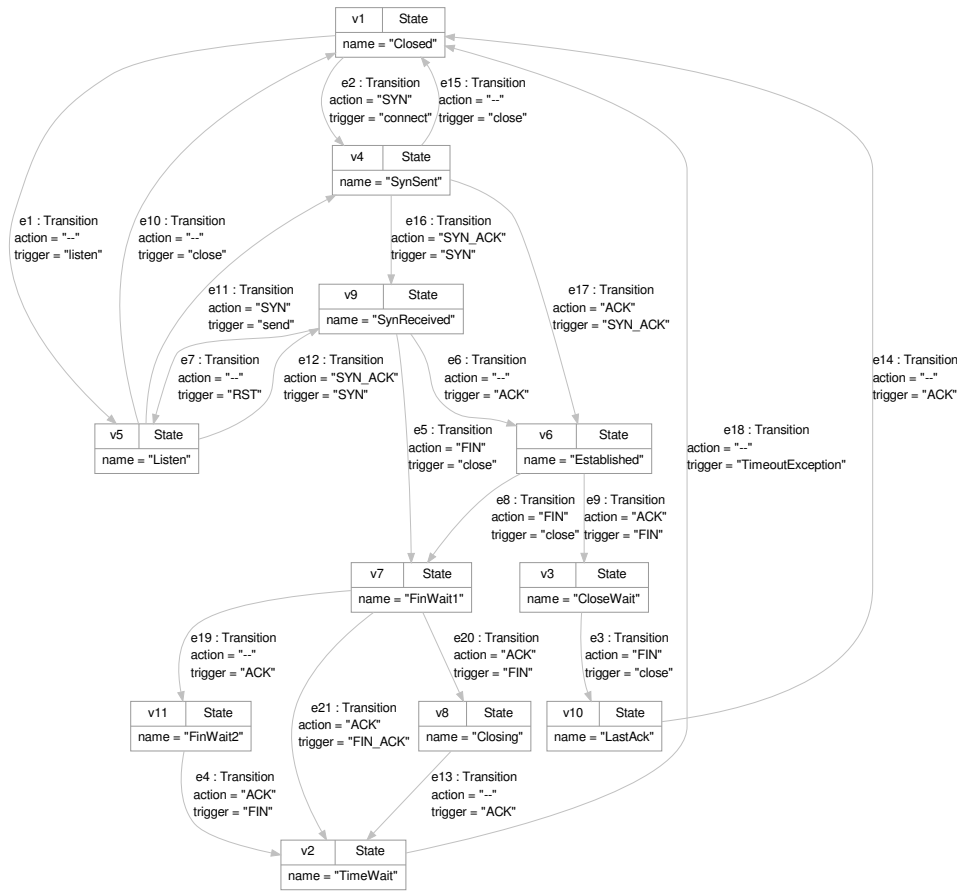 v1 State
name = "Closed"
e2 : Transition
action = "SYN"
trigger = "connect"
e15 : Transition
action = "--"
trigger = "close"
v4 State
name = "SynSent"
e1 : Transition
action = "--"
trigger = "listen"
e10 : Transition
action = "--"
trigger = "close"
e16 : Transition
action = "SYN_ACK"
trigger = "SYN"
e11 : Transition
action = "SYN"
trigger = "send"
v9 State
name = "SynReceived"
e17 : Transition
action = "ACK"
trigger = "SYN_ACK"
e7 : Transition
action = "--"
trigger = "RST"
e12 : Transition
action = "SYN_ACK"
trigger = "SYN"
e6 : Transition
action = "--"
trigger = "ACK"
e14 : Transition
action = "--"
trigger = "ACK"
v5 State
name = "Listen"
e5 : Transition
action = "FIN"
trigger = "close"
v6 State
name = "Established"
e18 : Transition
action = "--"
trigger = "TimeoutException"
e8 : Transition
action = "FIN"
trigger = "close"
e9 : Transition
action = "ACK"
trigger = "FIN"
v7 State
name = "FinWait1"
v3 State
name = "CloseWait"
e19 : Transition
action = "--"
trigger = "ACK"
e20 : Transition
action = "ACK"
trigger = "FIN"
e3 : Transition
action = "FIN"
trigger = "close"
e21 : Transition
action = "ACK"
trigger = "FIN_ACK"
v11 State
name = "FinWait2"
v8 State
name = "Closing"
v10 State
name = "LastAck"
e4 : Transition
action = "ACK"
trigger = "FIN"
e13 : Transition
action = "--"
trigger = "ACK"
v2 State
name = "TimeWait"